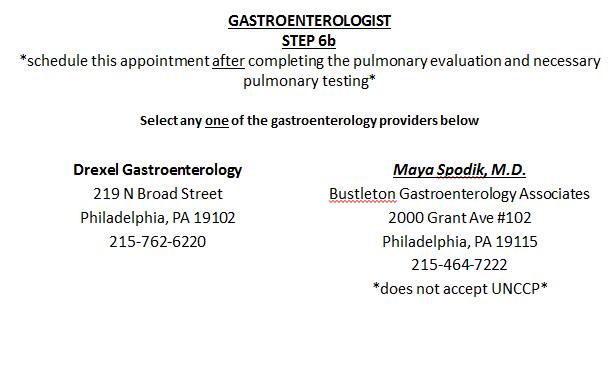 GASTROENTEROLOGIST
STEP 6b
*schedule this appointment after completing the pulmonary evaluation and necessary
pulmonary testing*
Select any one of the gastroenterology providers below
Drexel Gastroenterology
219 N Broad Street
Philadelphia, PA 19102
215-762-6220
Maya Spodik, M.D.
Bustleton Gastroenterology Associates
2000 Grant Ave #102
Philadelphia, PA 19115
215-464-7222
*does not accept UNCCP*